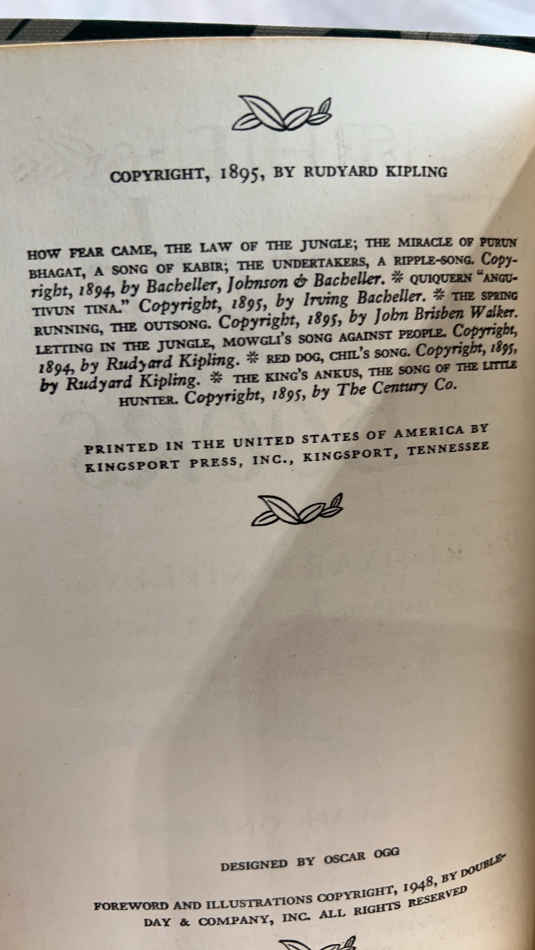 COPYRIGHT, 1895, BY RUDYARD KIPLING
HOW FEAR CAME, THE LAW OF THE JUNGLE; THE MIRACLE OF PURUN
BHAGAT, A SONG OF KABIR; THE UNDERTAKERS, A RIPPLE-SONG. Copy-
right, 1894, by Bacheller, Johnson & Bacheller. ❊ QUIQUERN "ANGU-
TIVUN TINA." Copyright, 1895, by Irving Bacheller. ❊ THE SPRING
RUNNING, THE OUTSONG. Copyright, 1895, by John Brisben Walker.
LETTING IN THE JUNGLE, MOWGLI'S SONG AGAINST PEOPLE. Copyright,
1894, by Rudyard Kipling. ❊ RED DOG, CHIL'S SONG. Copyright, 1895,
by Rudyard Kipling. ❊ THE KING'S ANKUS, THE SONG OF THE LITTLE
HUNTER. Copyright, 1895, by The Century Co.
PRINTED IN THE UNITED STATES OF AMERICA BY
KINGSPORT PRESS, INC., KINGSPORT, TENNESSEE
DESIGNED BY OSCAR OGG
FOREWORD AND ILLUSTRATIONS COPYRIGHT, 1948, BY DOUBLE-
DAY & COMPANY, INC. ALL RIGHTS RESERVED